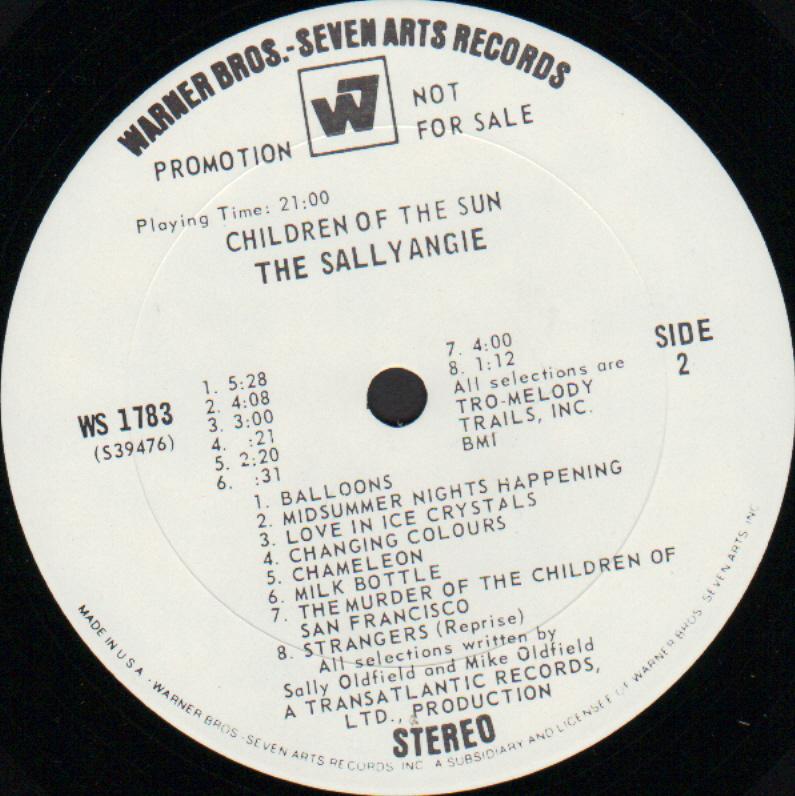 WARNER BROS.-SEVEN ARTS RECORDS
W7
PROMOTION
NOT
FOR SALE
Playing Time: 21:00
CHILDREN OF THE SUN
THE SALLYANGIE
SIDE
2
WS 1783
(S39476)
1. 5:28
2. 4:08
3. 3:00
4. :21
5. 2:20
6. :31
7. 4:00
8. 1:12
All selections are
TRO-MELODY
TRAILS, INC.
BMI
1. BALLOONS
2. MIDSUMMER NIGHTS HAPPENING
3. LOVE IN ICE CRYSTALS
4. CHANGING COLOURS
5. CHAMELEON
6. MILK BOTTLE
7. THE MURDER OF THE CHILDREN OF
SAN FRANCISCO
8. STRANGERS (Reprise)
All selections written by
Sally Oldfield and Mike Oldfield
A TRANSATLANTIC RECORDS,
LTD., PRODUCTION
STEREO
MADE IN U.S.A. · WARNER BROS.-SEVEN ARTS RECORDS INC. A SUBSIDIARY AND LICENSEE OF WARNER BROS. SEVEN ARTS, INC.